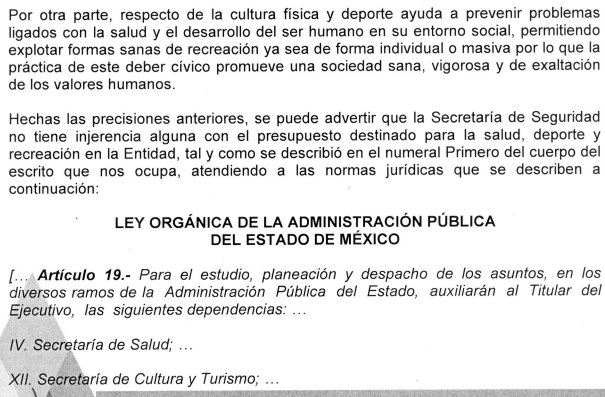 Por otra parte, respecto de la cultura física y deporte ayuda a prevenir problemas
ligados con la salud y el desarrollo del ser humano en su entorno social, permitiendo
explotar formas sanas de recreación ya sea de forma individual o masiva por lo que la
práctica de este deber cívico promueve una sociedad sana, vigorosa y de exaltación
de los valores humanos.
Hechas las precisiones anteriores, se puede advertir que la Secretaría de Seguridad
no tiene injerencia alguna con el presupuesto destinado para la salud, deporte y
recreación en la Entidad, tal y como se describió en el numeral Primero del cuerpo del
escrito que nos ocupa, atendiendo a las normas jurídicas que se describen a
continuación:
LEY ORGÁNICA DE LA ADMINISTRACIÓN PÚBLICA
DEL ESTADO DE MÉXICO
[… Artículo 19.- Para el estudio, planeación y despacho de los asuntos, en los
diversos ramos de la Administración Pública del Estado, auxiliarán al Titular del
Ejecutivo, las siguientes dependencias: …
IV. Secretaría de Salud; …
XII. Secretaría de Cultura y Turismo; …